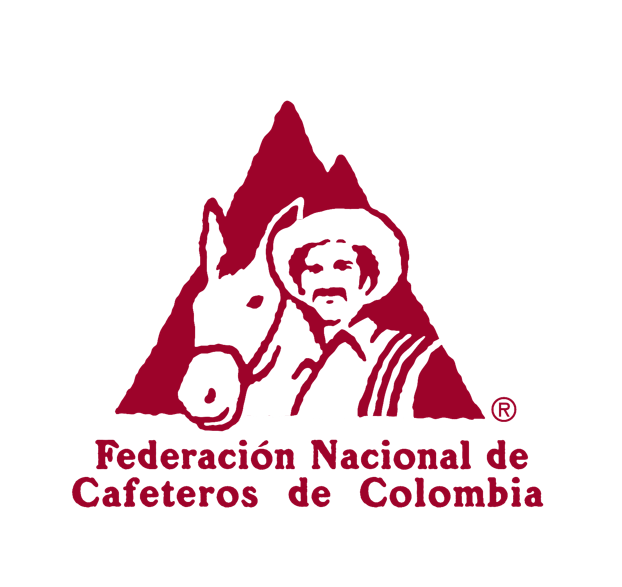 ®
Federación Nacional de
Cafeteros de Colombia